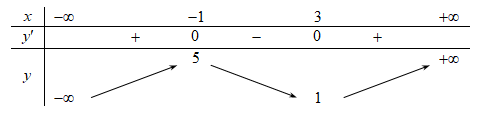 x −∞ −1 3 +∞
y′ + 0 − 0 + 
5 +∞
y
−∞ 1